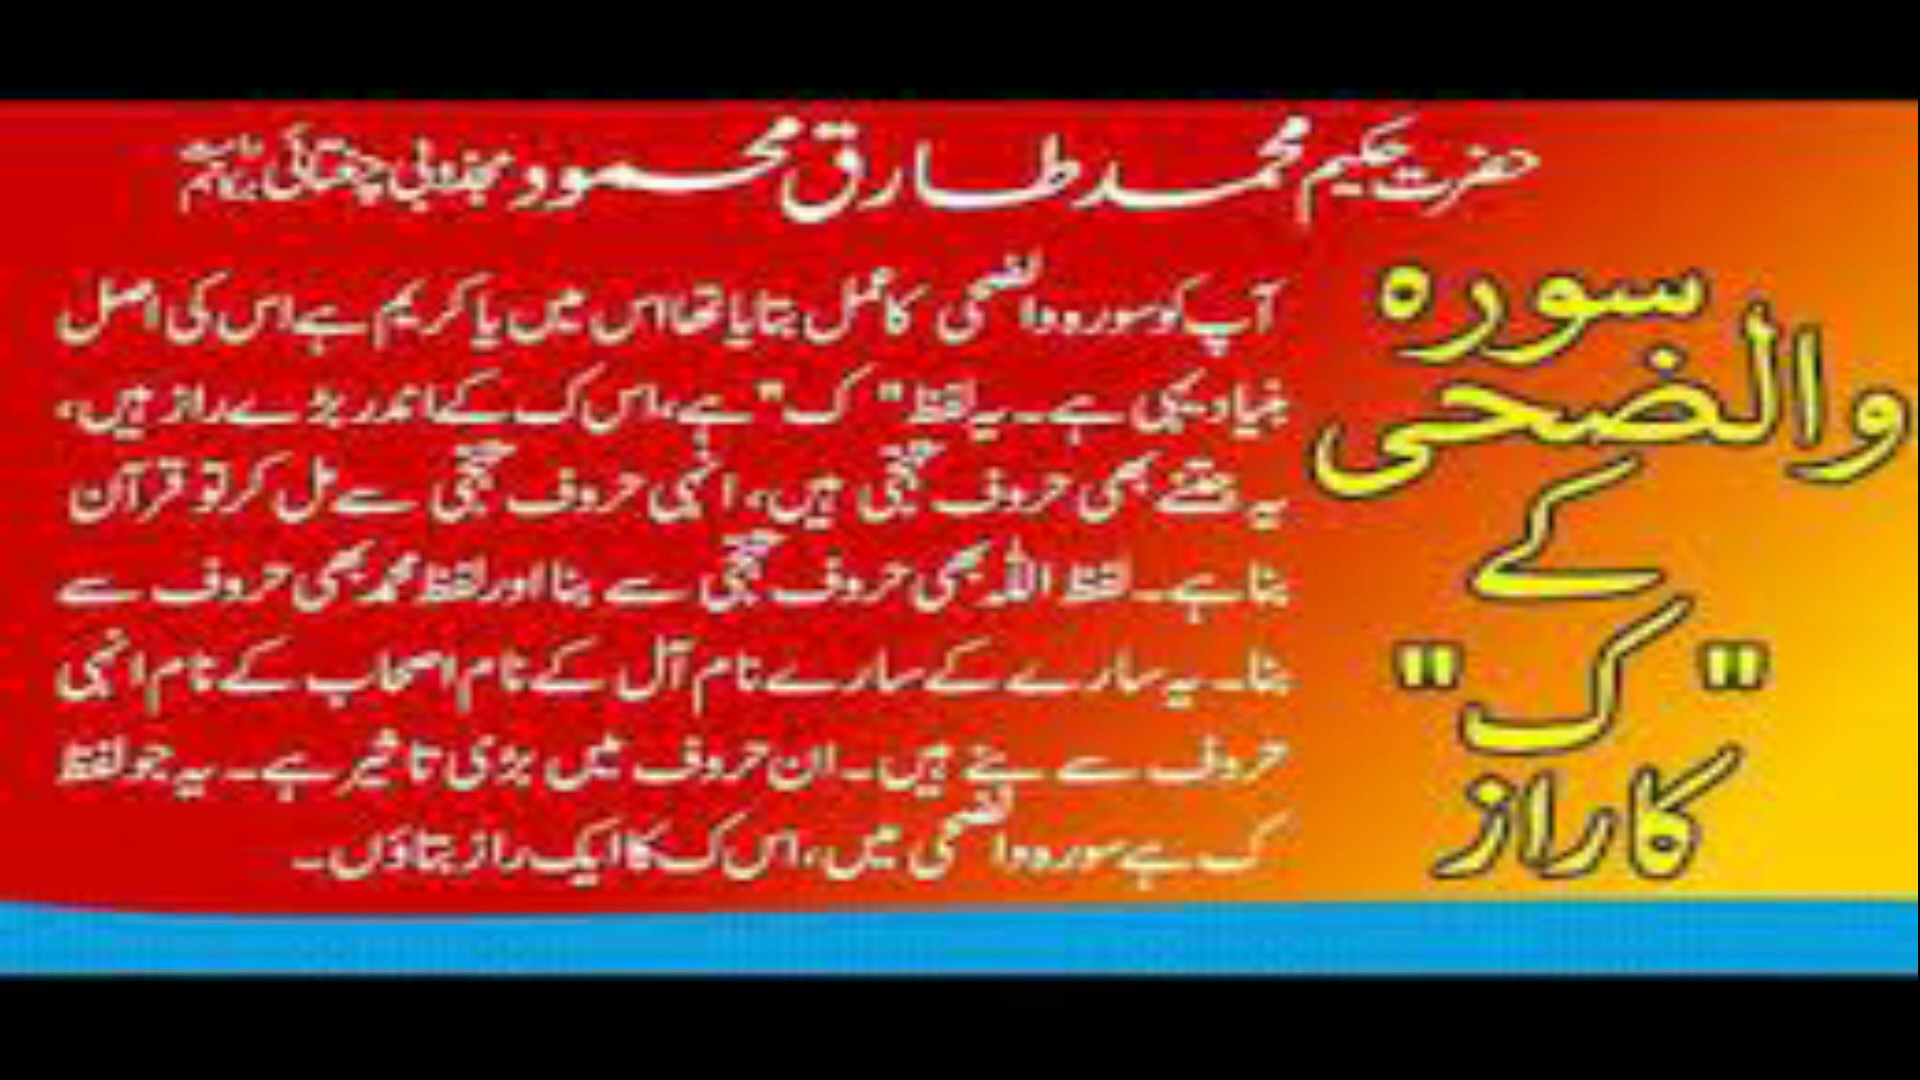 حضرت حکیم محمد طارق محمود مجذوبی چغتائی دامت برکاتہم
سورہ
والضحیٰ
کے
"ک"
کا راز
آپ کو سورہ والضحیٰ کا عمل بتایا تھا اس میں یا کریم ہے اس کی اصل
بنیاد یہی ہے۔ یہ لفظ "ک" ہے، اس ک کے اندر بڑے راز ہیں،
یہ جتنے بھی حروف تہجی ہیں، انہی حروف تہجی سے مل کر تو قرآن
بنا ہے۔ لفظ اللہ بھی حروف تہجی سے بنا اور لفظ محمد بھی حروف سے
بنا۔ یہ سارے کے سارے نام آل کے نام اصحاب کے نام انہی
حروف سے بنے ہیں۔ ان حروف میں بڑی تاثیر ہے۔ یہ جو لفظ
ک ہے سورہ والضحیٰ میں، اس ک کا ایک راز بتاؤں۔